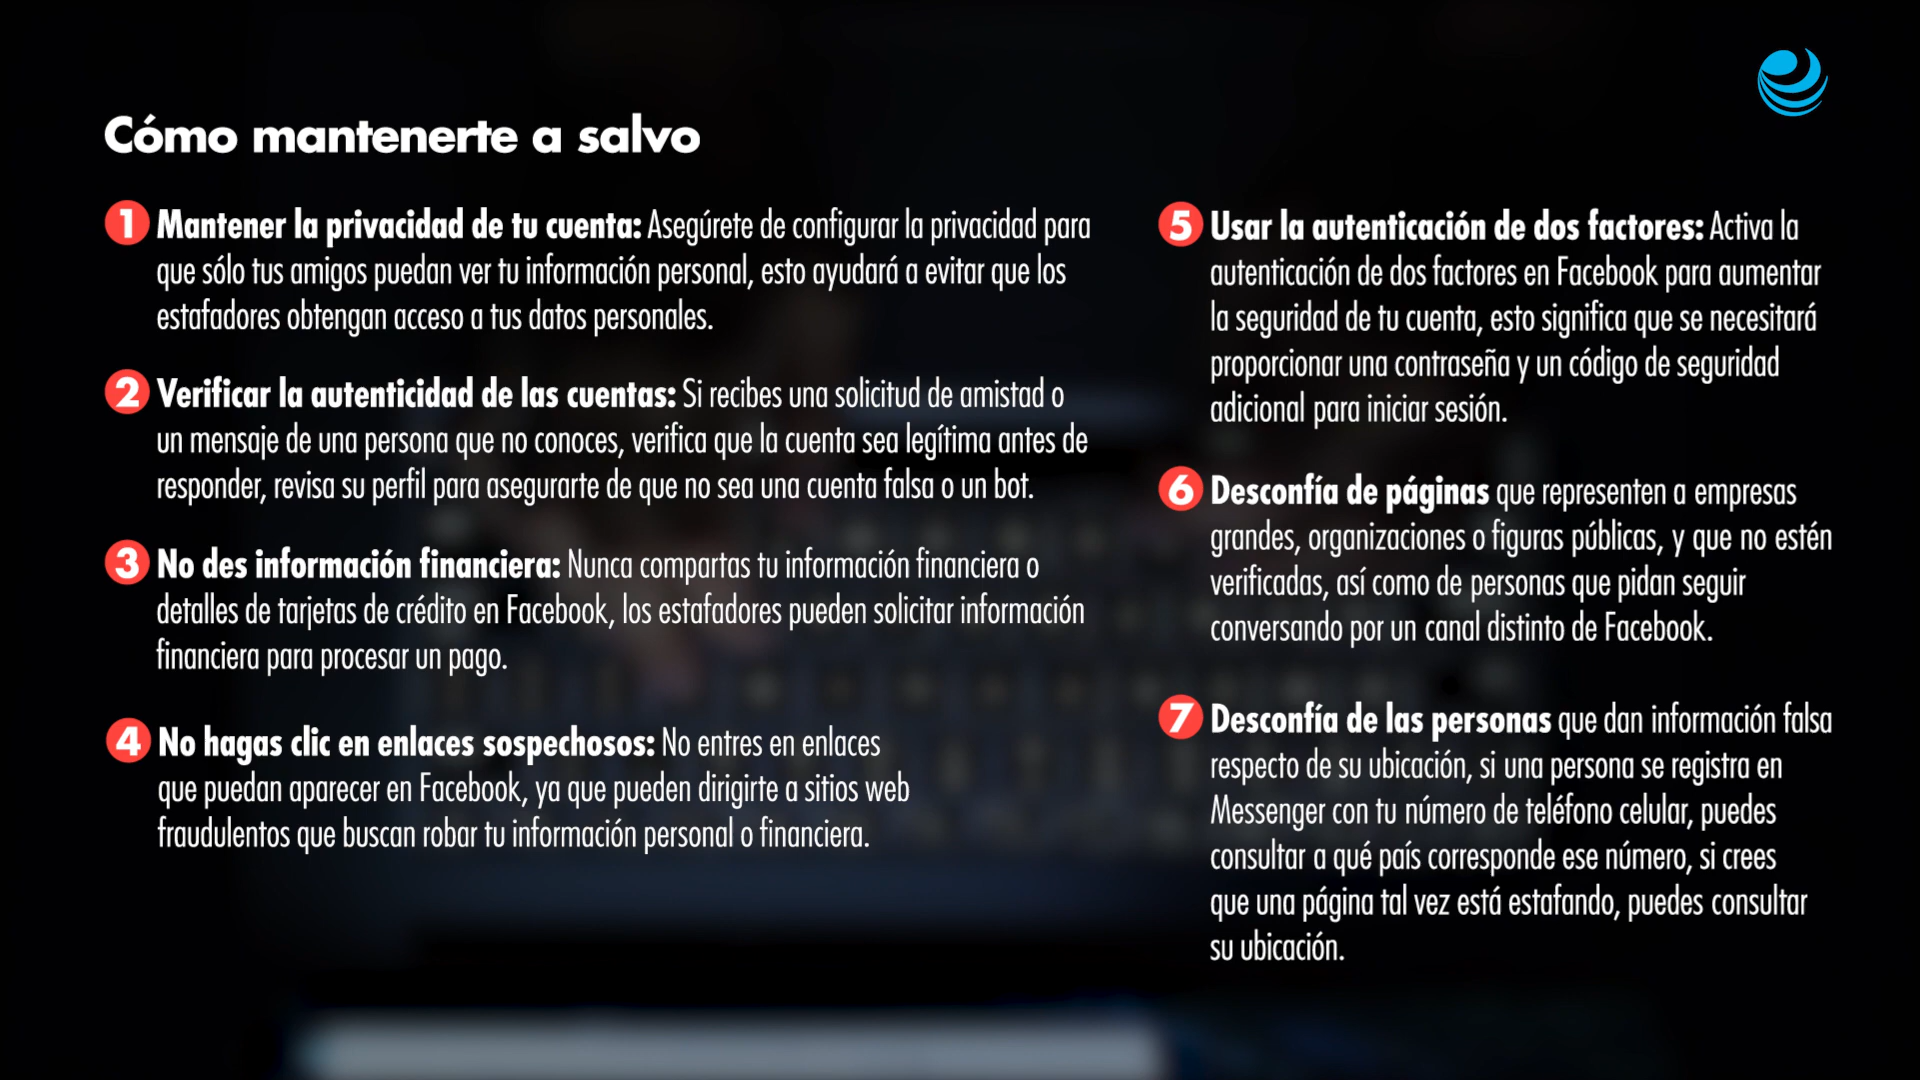 Cómo mantenerte a salvo
1 Mantener la privacidad de tu cuenta: Asegúrete de configurar la privacidad para
que sólo tus amigos puedan ver tu información personal, esto ayudará a evitar que los
estafadores obtengan acceso a tus datos personales.
2 Verificar la autenticidad de las cuentas: Si recibes una solicitud de amistad o
un mensaje de una persona que no conoces, verifica que la cuenta sea legítima antes de
responder, revisa su perfil para asegurarte de que no sea una cuenta falsa o un bot.
3 No des información financiera: Nunca compartas tu información financiera o
detalles de tarjetas de crédito en Facebook, los estafadores pueden solicitar información
financiera para procesar un pago.
4 No hagas clic en enlaces sospechosos: No entres en enlaces
que puedan aparecer en Facebook, ya que pueden dirigirte a sitios web
fraudulentos que buscan robar tu información personal o financiera.
5 Usar la autenticación de dos factores: Activa la
autenticación de dos factores en Facebook para aumentar
la seguridad de tu cuenta, esto significa que se necesitará
proporcionar una contraseña y un código de seguridad
adicional para iniciar sesión.
6 Desconfía de páginas que representen a empresas
grandes, organizaciones o figuras públicas, y que no estén
verificadas, así como de personas que pidan seguir
conversando por un canal distinto de Facebook.
7 Desconfía de las personas que dan información falsa
respecto de su ubicación, si una persona se registra en
Messenger con tu número de teléfono celular, puedes
consultar a qué país corresponde ese número, si crees
que una página tal vez está estafando, puedes consultar
su ubicación.